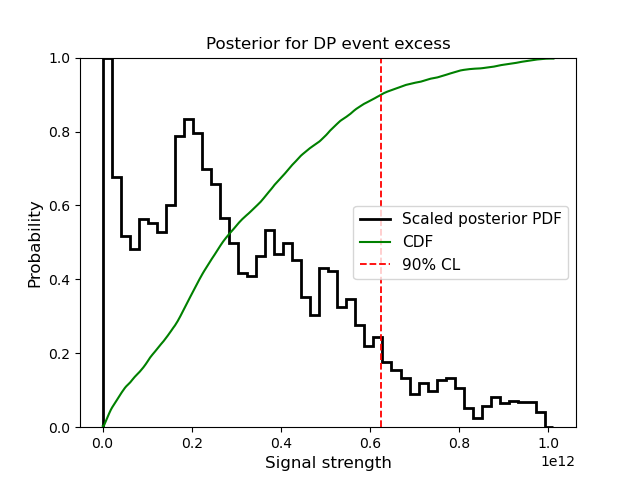 Posterior for DP event excess
1.0
0.8
0.6
0.4
0.2
0.0
Probability
Scaled posterior PDF
CDF
90% CL
0.0 0.2 0.4 0.6 0.8 1.0
1e12
Signal strength